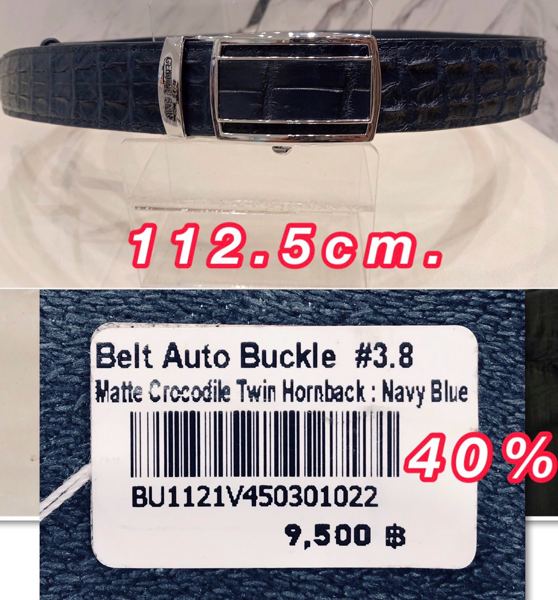 112.5cm.
Belt Auto Buckle #3.8
Matte Crocodile Twin Hornback : Navy Blue
40%
BU1121V450301022
9,500 ฿